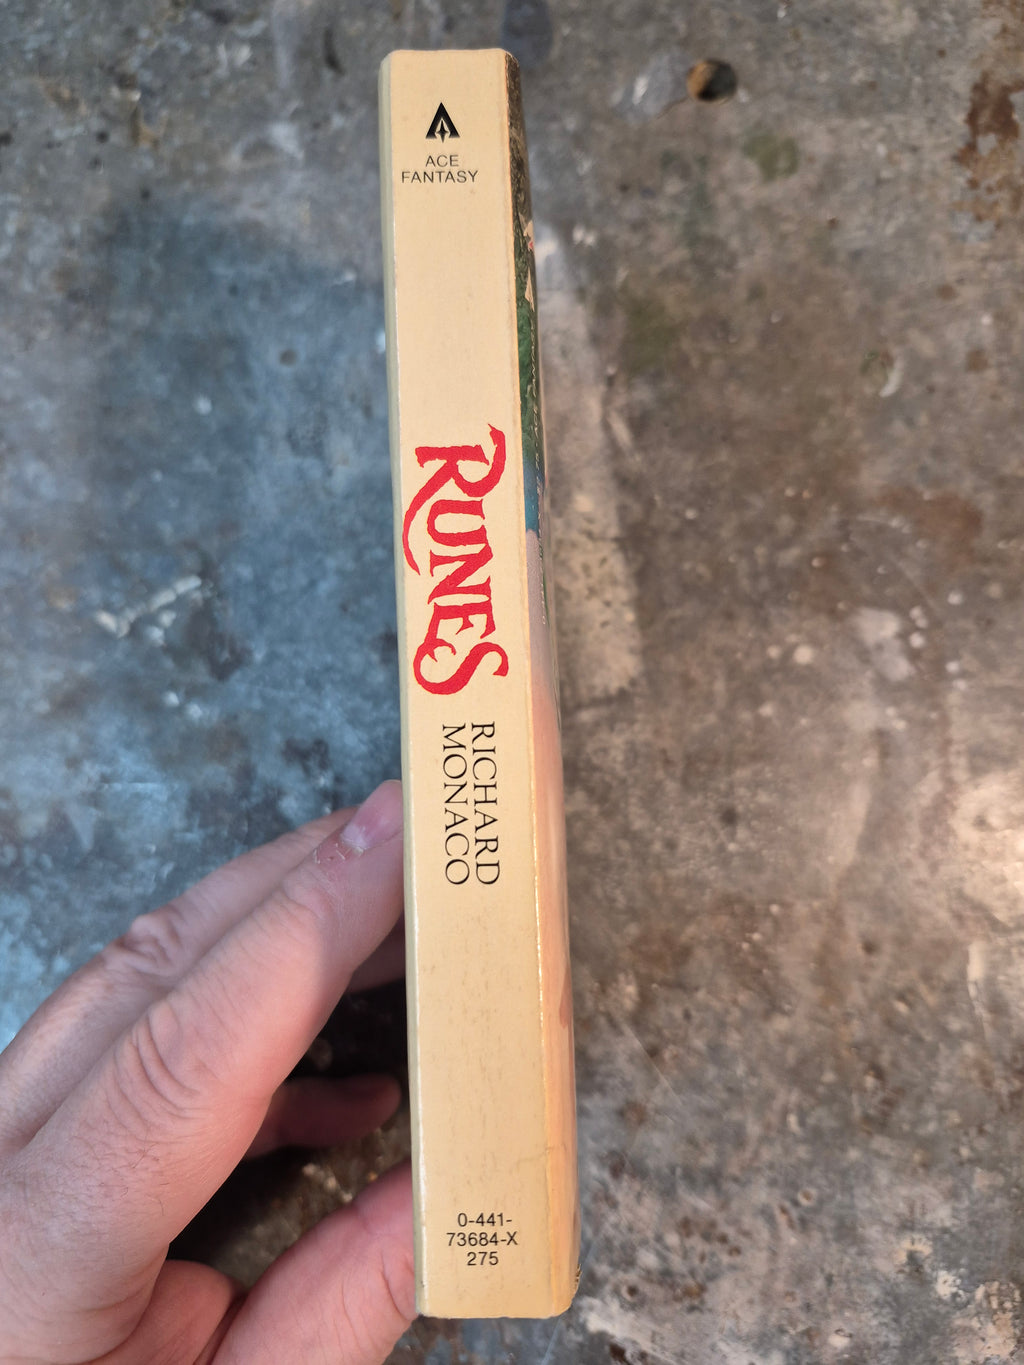 ACE
FANTASY
RUNES
RICHARD
MONACO
0-441-
73684-X
275